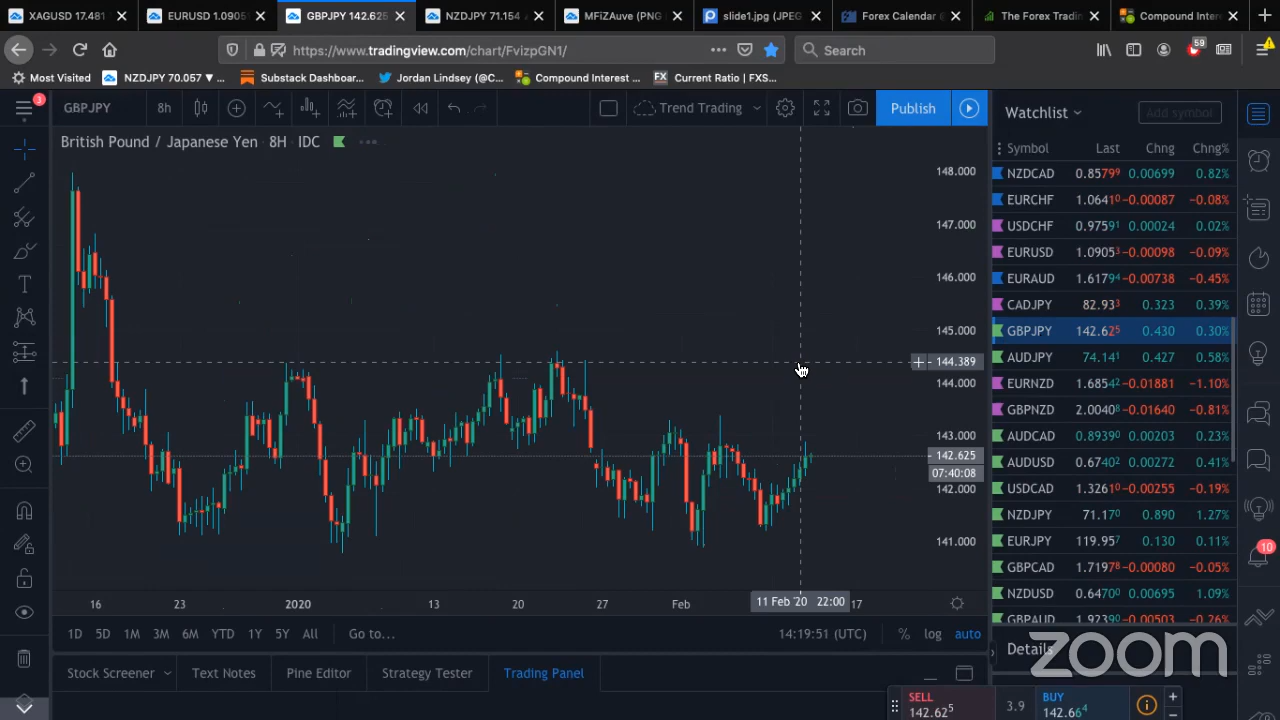 XAGUSD 17.481
EURUSD 1.0905
GBPJPY 142.625
NZDJPY 71.154
MFiZAuve (PNG
slide1.jpg (JPEG
Forex Calendar
The Forex Trad
Compound Inter
https://www.tradingview.com/chart/FvizpGN1/
Search
59
Most Visited
NZDJPY 70.057 ▼ ...
Substack Dashboar...
Jordan Lindsey (@C...
Compound Interest ...
FX
Current Ratio | FXS...
3
GBPJPY
8h
Trend Trading
Publish
British Pound / Japanese Yen · 8H · IDC
148.000
147.000
146.000
145.000
144.389
144.000
143.000
142.625
07:40:08
142.000
141.000
16
23
2020
13
20
27
Feb
11 Feb '20 22:00
17
1D
5D
1M
3M
6M
YTD
1Y
5Y
All
Go to...
14:19:51 (UTC)
%
log
auto
Stock Screener
Text Notes
Pine Editor
Strategy Tester
Trading Panel
Watchlist
Add symbol
Symbol Last Chng Chng%
NZDCAD 0.85799 0.00699 0.82%
EURCHF 1.06410 −0.00087 −0.08%
USDCHF 0.97591 0.00024 0.02%
EURUSD 1.09053 −0.00098 −0.09%
EURAUD 1.61794 −0.00738 −0.45%
CADJPY 82.933 0.323 0.39%
GBPJPY 142.625 0.430 0.30%
AUDJPY 74.141 0.427 0.58%
EURNZD 1.68542 −0.01881 −1.10%
GBPNZD 2.00408 −0.01640 −0.81%
AUDCAD 0.89390 0.00203 0.23%
AUDUSD 0.67402 0.00272 0.41%
USDCAD 1.32610 −0.00255 −0.19%
NZDJPY 71.170 0.890 1.27%
EURJPY 119.957 0.130 0.11%
GBPCAD 1.71978 −0.00080 −0.05%
NZDUSD 0.64700 0.00695 1.09%
GBPAUD 1.92390 −0.00503 −0.26%
Details
10
zoom
SELL
142.625
3.9
BUY
142.664